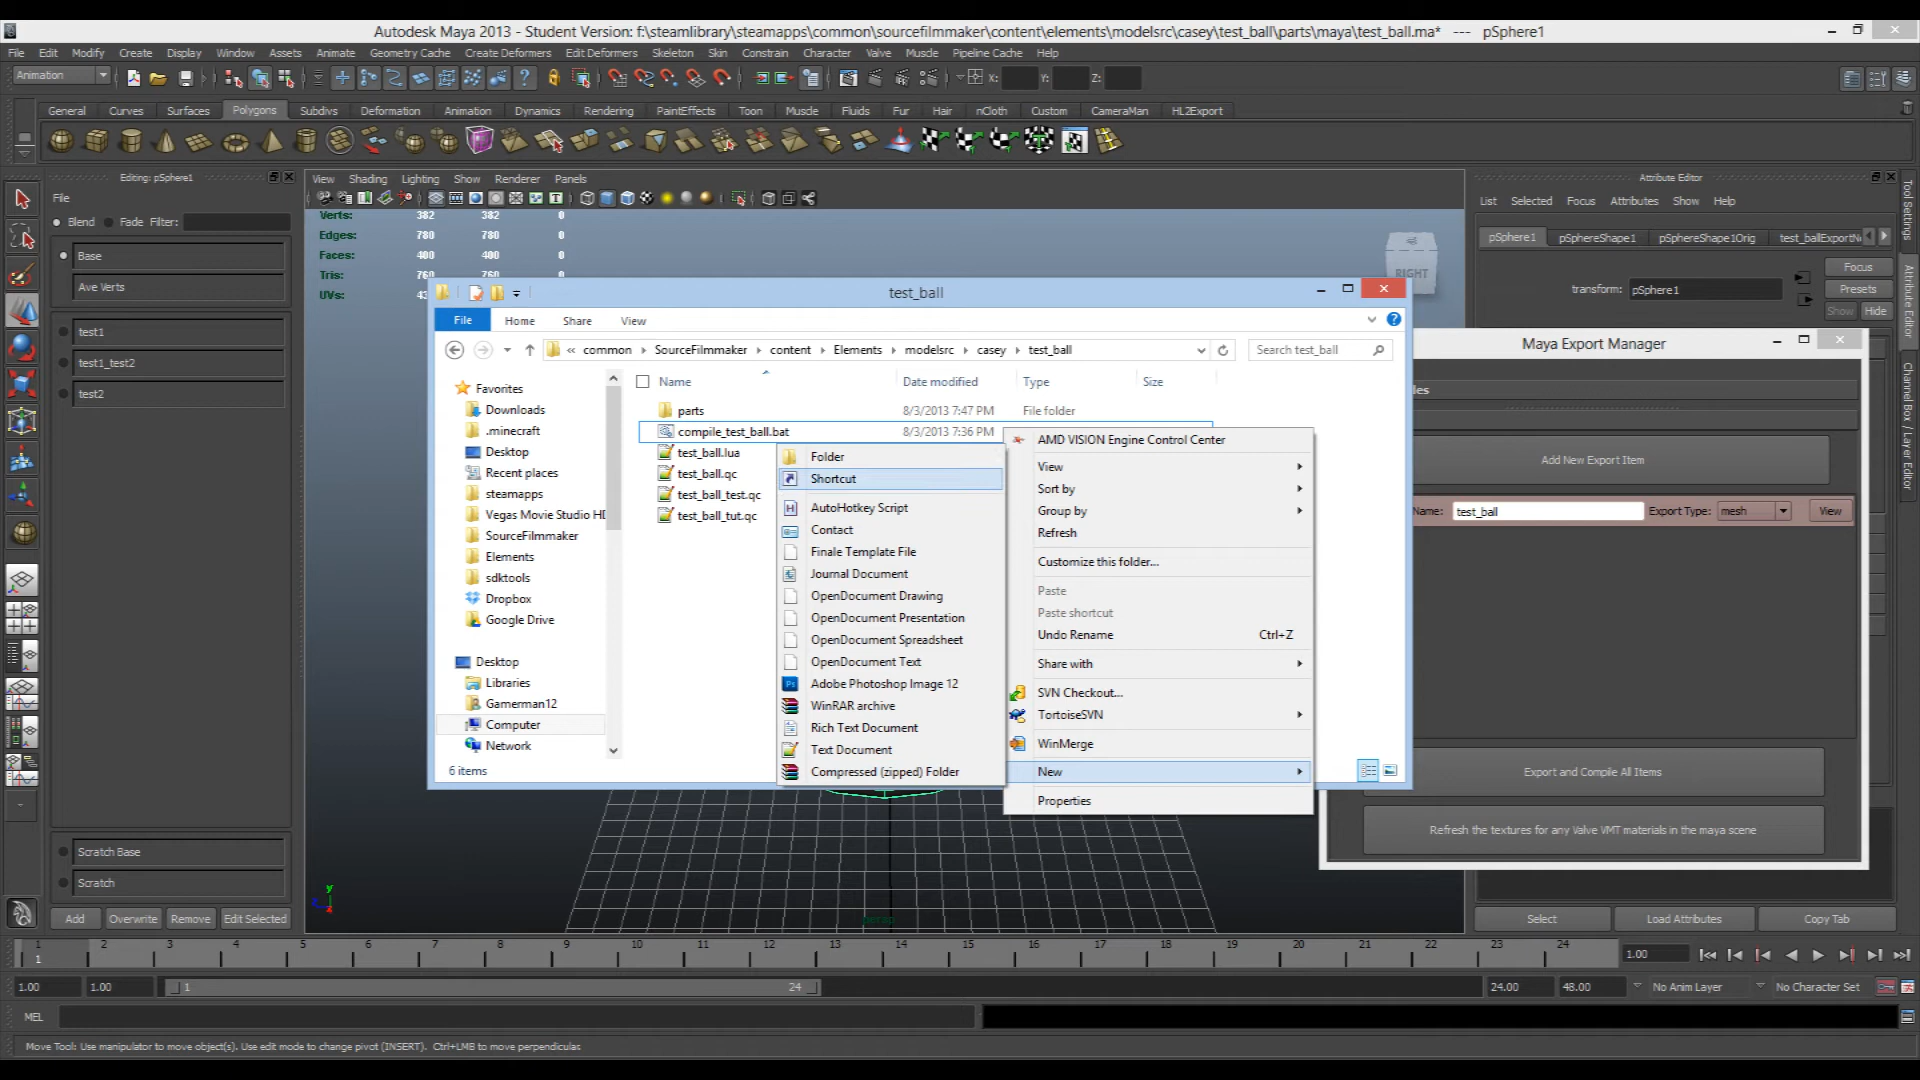 Autodesk Maya 2013 - Student Version: f:\steamlibrary\steamapps\common\sourcefilmmaker\content\elements\modelsrc\casey\test_ball\parts\maya\test_ball.ma* --- pSphere1
File Edit Modify Create Display Window Assets Animate Geometry Cache Create Deformers Edit Deformers Skeleton Skin Constrain Character Valve Muscle Pipeline Cache Help
Animation X: Y: Z:
General Curves Surfaces Polygons Subdivs Deformation Animation Dynamics Rendering PaintEffects Toon Muscle Fluids Fur Hair nCloth Custom CameraMan HL2Export
Editing: pSphere1
File
Blend Fade Filter:
Base
Ave Verts
test1
test1_test2
test2
Scratch Base
Scratch
Add Overwrite Remove Edit Selected
View Shading Lighting Show Renderer Panels
Verts: 382 382 0
Edges: 780 780 0
Faces: 400 400 0
Tris: 760 760 0
UVs:
RIGHT
test_ball
File Home Share View
« common SourceFilmmaker content Elements modelsrc casey test_ball
Search test_ball
Favorites
Downloads
.minecraft
Desktop
Recent places
steamapps
Vegas Movie Studio HD
SourceFilmmaker
Elements
sdktools
Dropbox
Google Drive
Desktop
Libraries
Gamerman12
Computer
Network
6 items
Name Date modified Type Size
parts 8/3/2013 7:47 PM File folder
compile_test_ball.bat 8/3/2013 7:36 PM
test_ball.lua
test_ball.qc
test_ball_test.qc
test_ball_tut.qc
Folder
Shortcut
AutoHotkey Script
Contact
Finale Template File
Journal Document
OpenDocument Drawing
OpenDocument Presentation
OpenDocument Spreadsheet
OpenDocument Text
Adobe Photoshop Image 12
WinRAR archive
Rich Text Document
Text Document
Compressed (zipped) Folder
AMD VISION Engine Control Center
View
Sort by
Group by
Refresh
Customize this folder...
Paste
Paste shortcut
Undo Rename Ctrl+Z
Share with
SVN Checkout...
TortoiseSVN
WinMerge
New
Properties
persp
Attribute Editor
List Selected Focus Attributes Show Help
pSphere1 pSphereShape1 pSphereShape1Orig
transform: pSphere1
Focus
Presets
Show Hide
Maya Export Manager
les
Add New Export Item
Name: test_ball Export Type: mesh View
Export and Compile All Items
Refresh the textures for any Valve VMT materials in the maya scene
Select Load Attributes Copy Tab
Tool Settings
Attribute Editor
Channel Box / Layer Editor
1 2 3 4 5 6 7 8 9 10 11 12 13 14 15 16 17 18 19 20 21 22 23 24
1 1.00
1.00 1.00 1 24 24.00 48.00 No Anim Layer No Character Set
MEL
Move Tool: Use manipulator to move object(s). Use edit mode to change pivot (INSERT). Ctrl+LMB to move perpendiculas